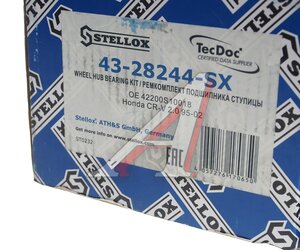 STELLOX
TecDoc
CERTIFIED DATA SUPPLIER
43-28244-SX
WHEEL HUB BEARING KIT / РЕМКОМПЛЕКТ ПОДШИПНИКА СТУПИЦЫ
OE 42200S10018
Honda CR-V 2.0 95-02
Stellox: ATH&S GmbH, Germany
EAC